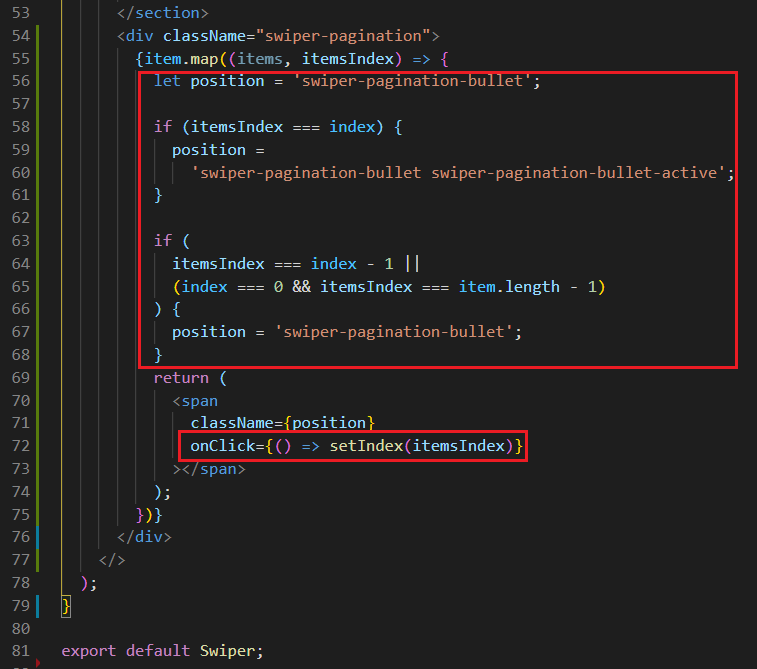 53 </section>
54 <div className="swiper-pagination">
55 {item.map((items, itemsIndex) => {
56 let position = 'swiper-pagination-bullet';
57
58 if (itemsIndex === index) {
59 position =
60 'swiper-pagination-bullet swiper-pagination-bullet-active';
61 }
62
63 if (
64 itemsIndex === index - 1 ||
65 (index === 0 && itemsIndex === item.length - 1)
66 ) {
67 position = 'swiper-pagination-bullet';
68 }
69 return (
70 <span
71 className={position}
72 onClick={() => setIndex(itemsIndex)}
73 ></span>
74 );
75 })}
76 </div>
77 </>
78 );
79 }
80
81 export default Swiper;